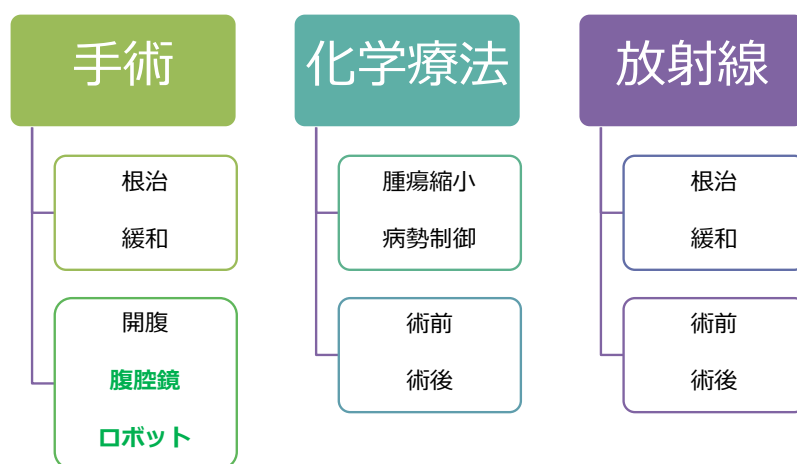 手術
根治
緩和
開腹
腹腔鏡
ロボット
化学療法
腫瘍縮小
病勢制御
術前
術後
放射線
根治
緩和
術前
術後